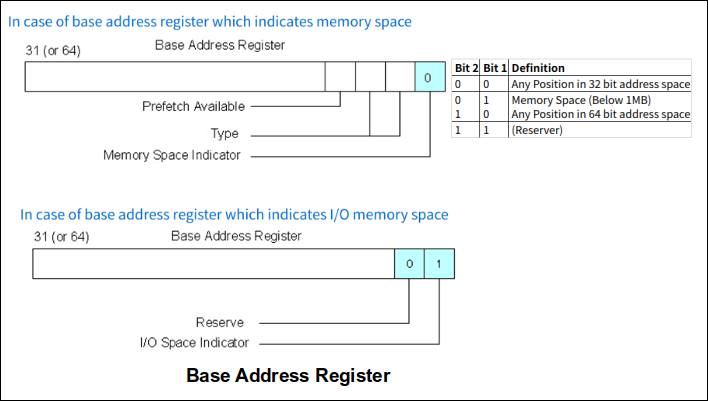 In case of base address register which indicates memory space
31 (or 64) Base Address Register
0
Prefetch Available
Type
Memory Space Indicator
Bit 2 Bit 1 Definition
0 0 Any Position in 32 bit address space
0 1 Memory Space (Below 1MB)
1 0 Any Position in 64 bit address space
1 1 (Reserver)
In case of base address register which indicates I/O memory space
31 (or 64) Base Address Register
0 1
Reserve
I/O Space Indicator
Base Address Register